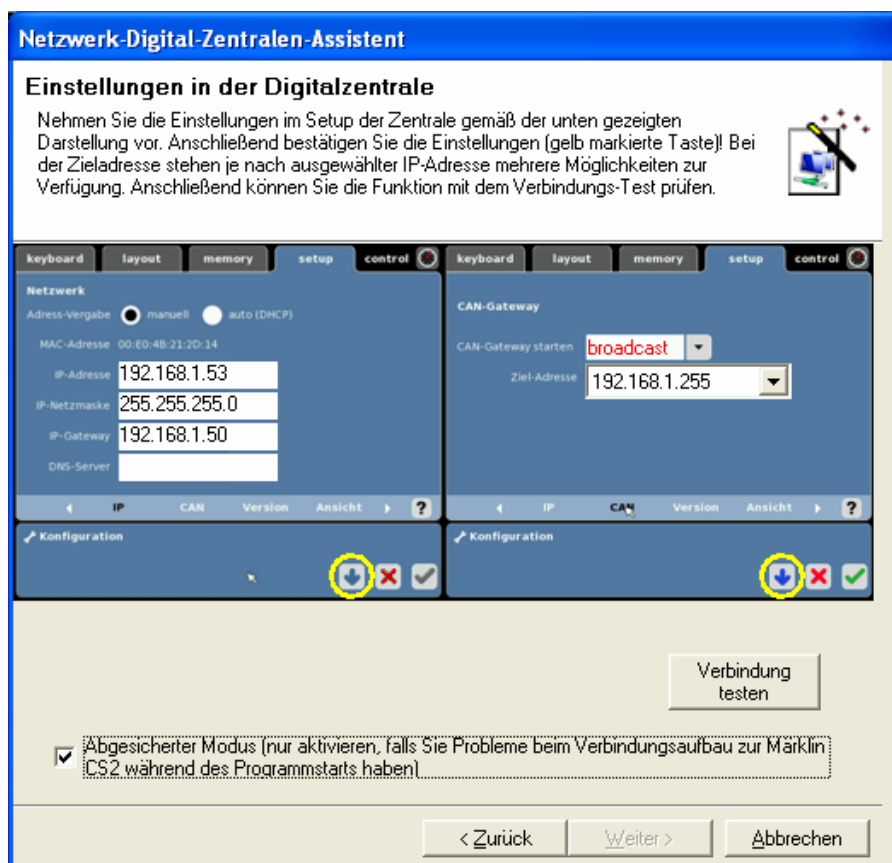 Netzwerk-Digital-Zentralen-Assistent
Einstellungen in der Digitalzentrale
Nehmen Sie die Einstellungen im Setup der Zentrale gemäß der unten gezeigten
Darstellung vor. Anschließend bestätigen Sie die Einstellungen (gelb markierte Taste)! Bei
der Zieladresse stehen je nach ausgewählter IP-Adresse mehrere Möglichkeiten zur
Verfügung. Anschließend können Sie die Funktion mit dem Verbindungs-Test prüfen.
keyboard layout memory setup control
Netzwerk
Adress-Vergabe manuell auto (DHCP)
MAC-Adresse 00:E0:4B:21:2D:14
IP-Adresse 192.168.1.53
IP-Netzmaske 255.255.255.0
IP-Gateway 192.168.1.50
DNS-Server
IP CAN Version Ansicht ?
Konfiguration
keyboard layout memory setup control
CAN-Gateway
CAN-Gateway starten broadcast
Ziel-Adresse 192.168.1.255
IP CAN Version Ansicht ?
Konfiguration
Verbindung
testen
Abgesicherter Modus (nur aktivieren, falls Sie Probleme beim Verbindungsaufbau zur Märklin
CS2 während des Programmstarts haben)
< Zurück Weiter > Abbrechen